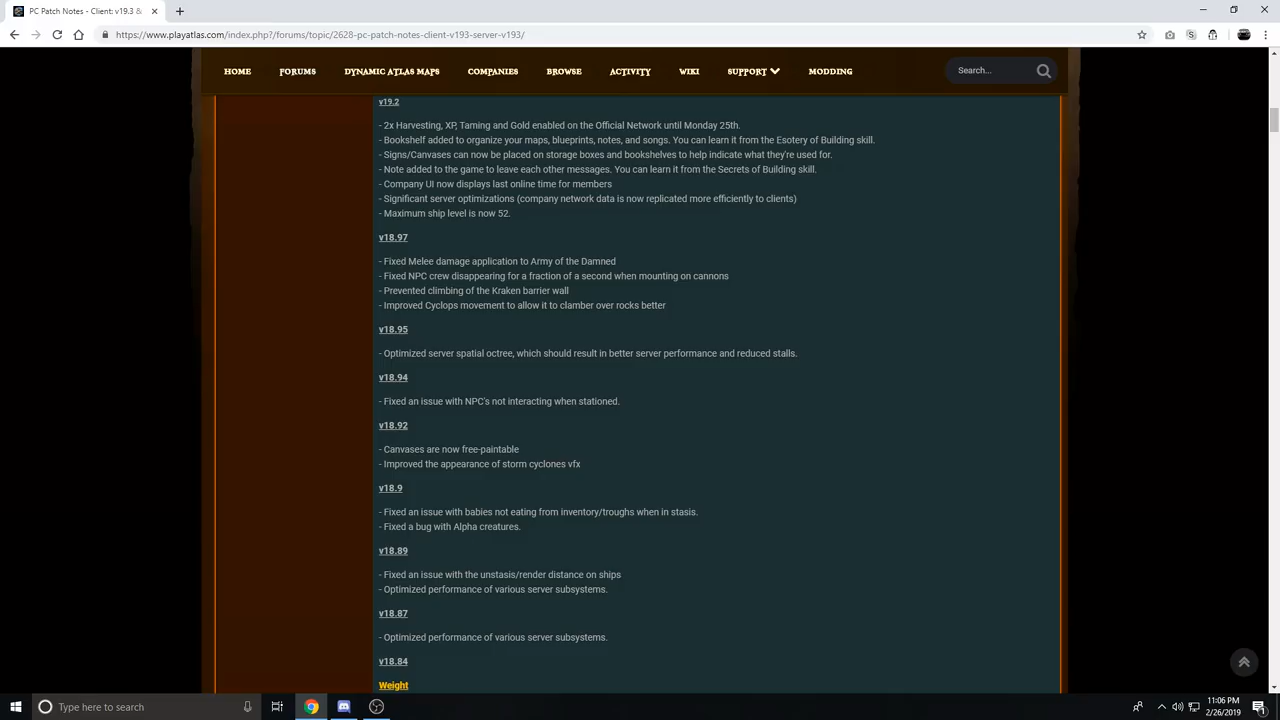 PC Patch Notes: Client v19.3 &
https://www.playatlas.com/index.php?/forums/topic/2628-pc-patch-notes-client-v193-server-v193/
HOME FORUMS DYNAMIC ATLAS MAPS COMPANIES BROWSE ACTIVITY WIKI SUPPORT MODDING Search...
v19.2
- 2x Harvesting, XP, Taming and Gold enabled on the Official Network until Monday 25th.
- Bookshelf added to organize your maps, blueprints, notes, and songs. You can learn it from the Esotery of Building skill.
- Signs/Canvases can now be placed on storage boxes and bookshelves to help indicate what they're used for.
- Note added to the game to leave each other messages. You can learn it from the Secrets of Building skill.
- Company UI now displays last online time for members
- Significant server optimizations (company network data is now replicated more efficiently to clients)
- Maximum ship level is now 52.
v18.97
- Fixed Melee damage application to Army of the Damned
- Fixed NPC crew disappearing for a fraction of a second when mounting on cannons
- Prevented climbing of the Kraken barrier wall
- Improved Cyclops movement to allow it to clamber over rocks better
v18.95
- Optimized server spatial octree, which should result in better server performance and reduced stalls.
v18.94
- Fixed an issue with NPC's not interacting when stationed.
v18.92
- Canvases are now free-paintable
- Improved the appearance of storm cyclones vfx
v18.9
- Fixed an issue with babies not eating from inventory/troughs when in stasis.
- Fixed a bug with Alpha creatures.
v18.89
- Fixed an issue with the unstasis/render distance on ships
- Optimized performance of various server subsystems.
v18.87
- Optimized performance of various server subsystems.
v18.84
Weight
Type here to search
11:06 PM
2/26/2019